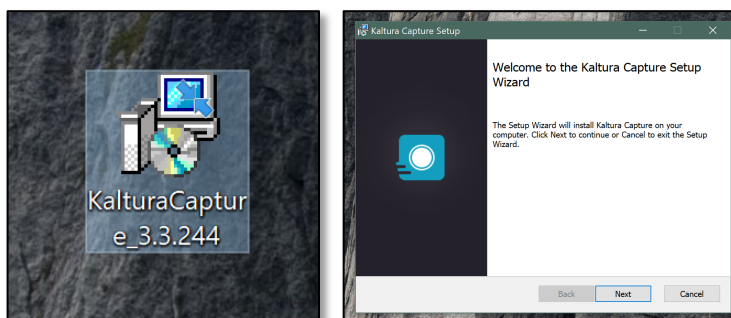 KalturaCaptur
e_3.3.244
Kaltura Capture Setup
Welcome to the Kaltura Capture Setup
Wizard
The Setup Wizard will install Kaltura Capture on your
computer. Click Next to continue or Cancel to exit the Setup
Wizard.
Back
Next
Cancel